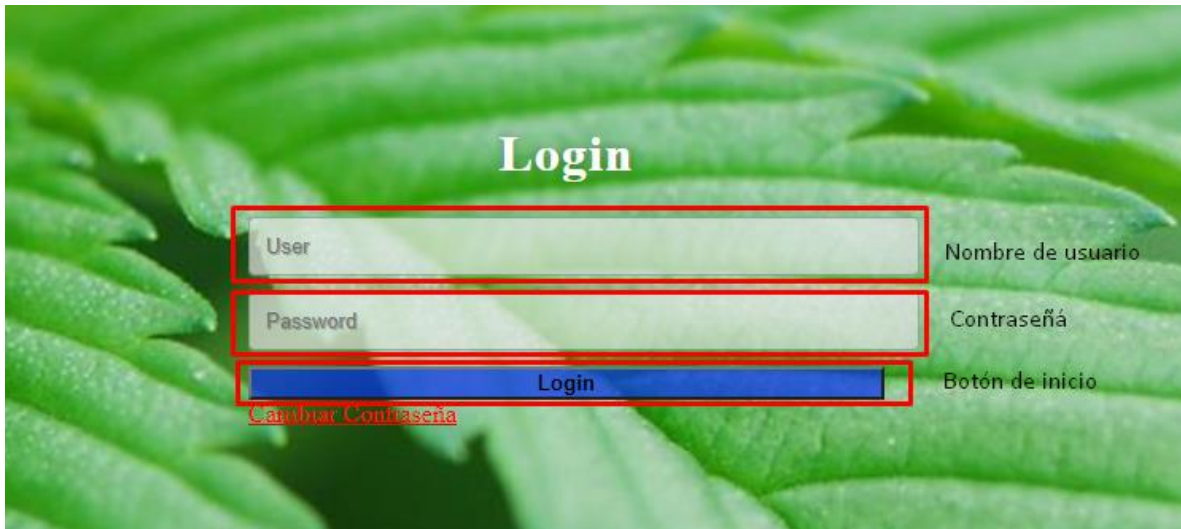 Login
User
Nombre de usuario
Password
Contraseñá
Login
Botón de inicio
Cambiar Contraseña